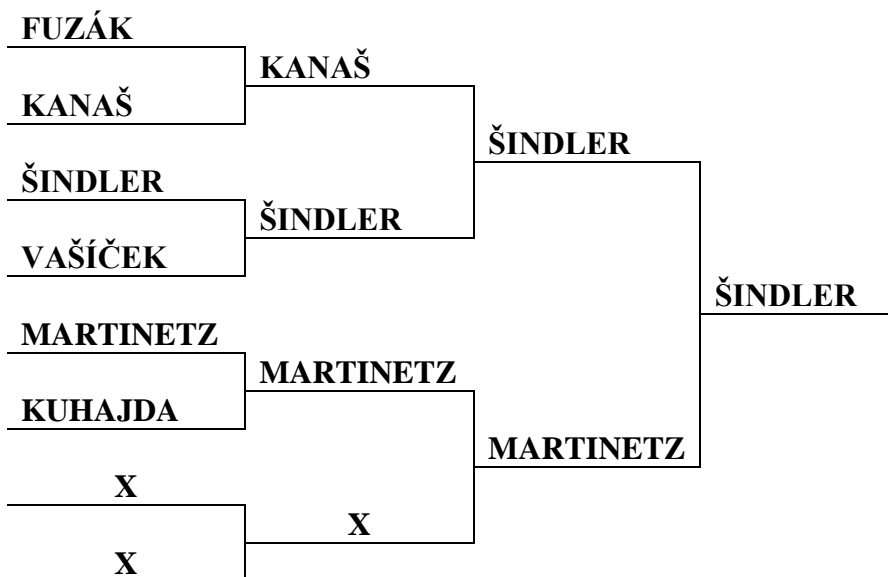 FUZÁK
KANAŠ
KANAŠ
ŠINDLER
ŠINDLER
ŠINDLER
VAŠÍČEK
ŠINDLER
MARTINETZ
MARTINETZ
KUHAJDA
MARTINETZ
X
X
X